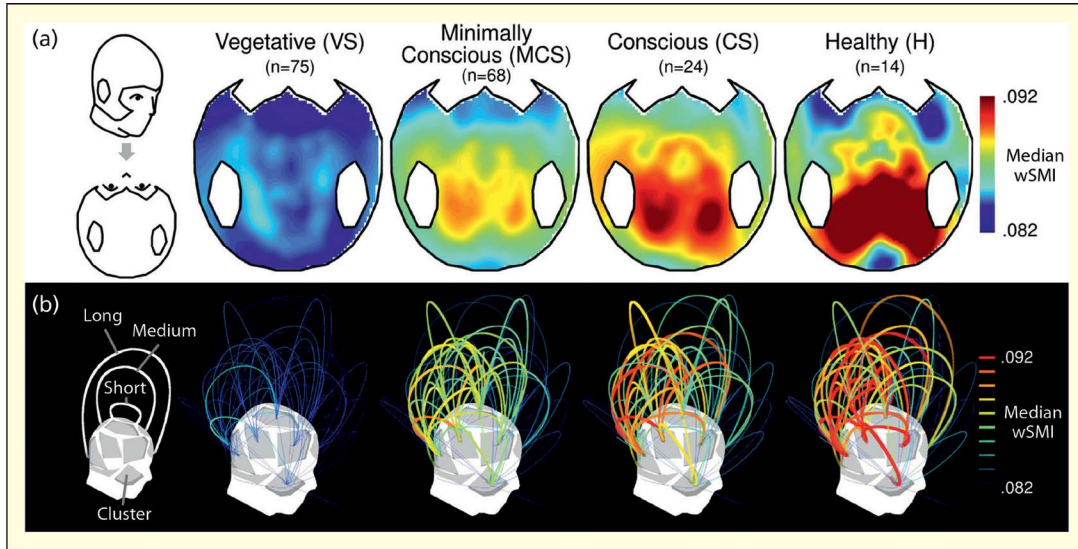 (a)
Vegetative (VS)
(n=75)
Minimally
Conscious (MCS)
(n=68)
Conscious (CS)
(n=24)
Healthy (H)
(n=14)
.092
Median
wSMI
.082
(b)
Long
Medium
Short
Cluster
.092
Median
wSMI
.082